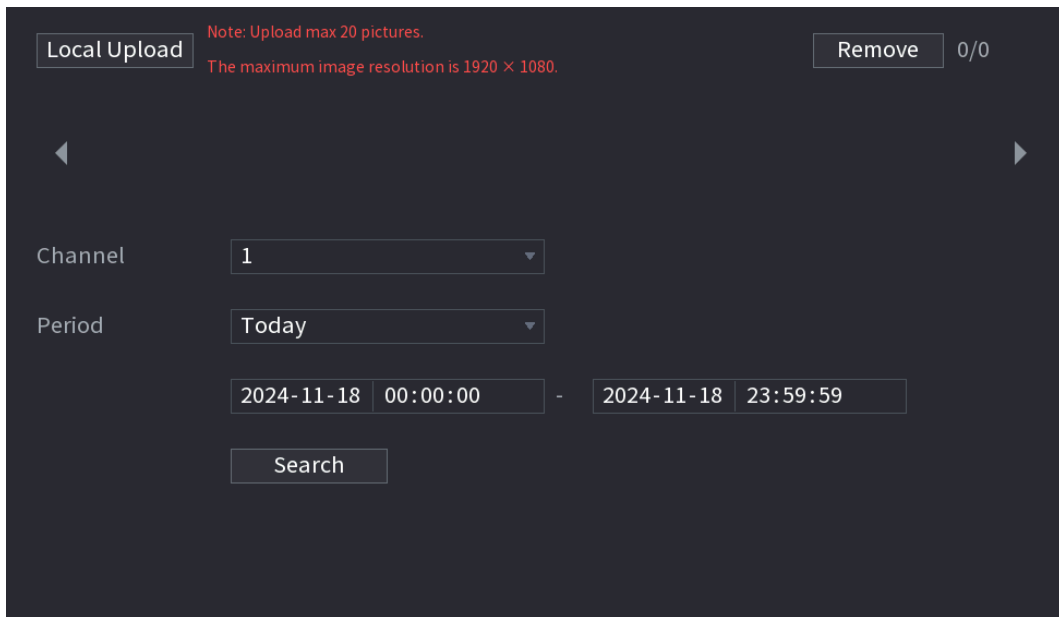 Local Upload
Note: Upload max 20 pictures.
The maximum image resolution is 1920 × 1080.
Remove 0/0
Channel 1
Period Today
2024-11-18 00:00:00 - 2024-11-18 23:59:59
Search